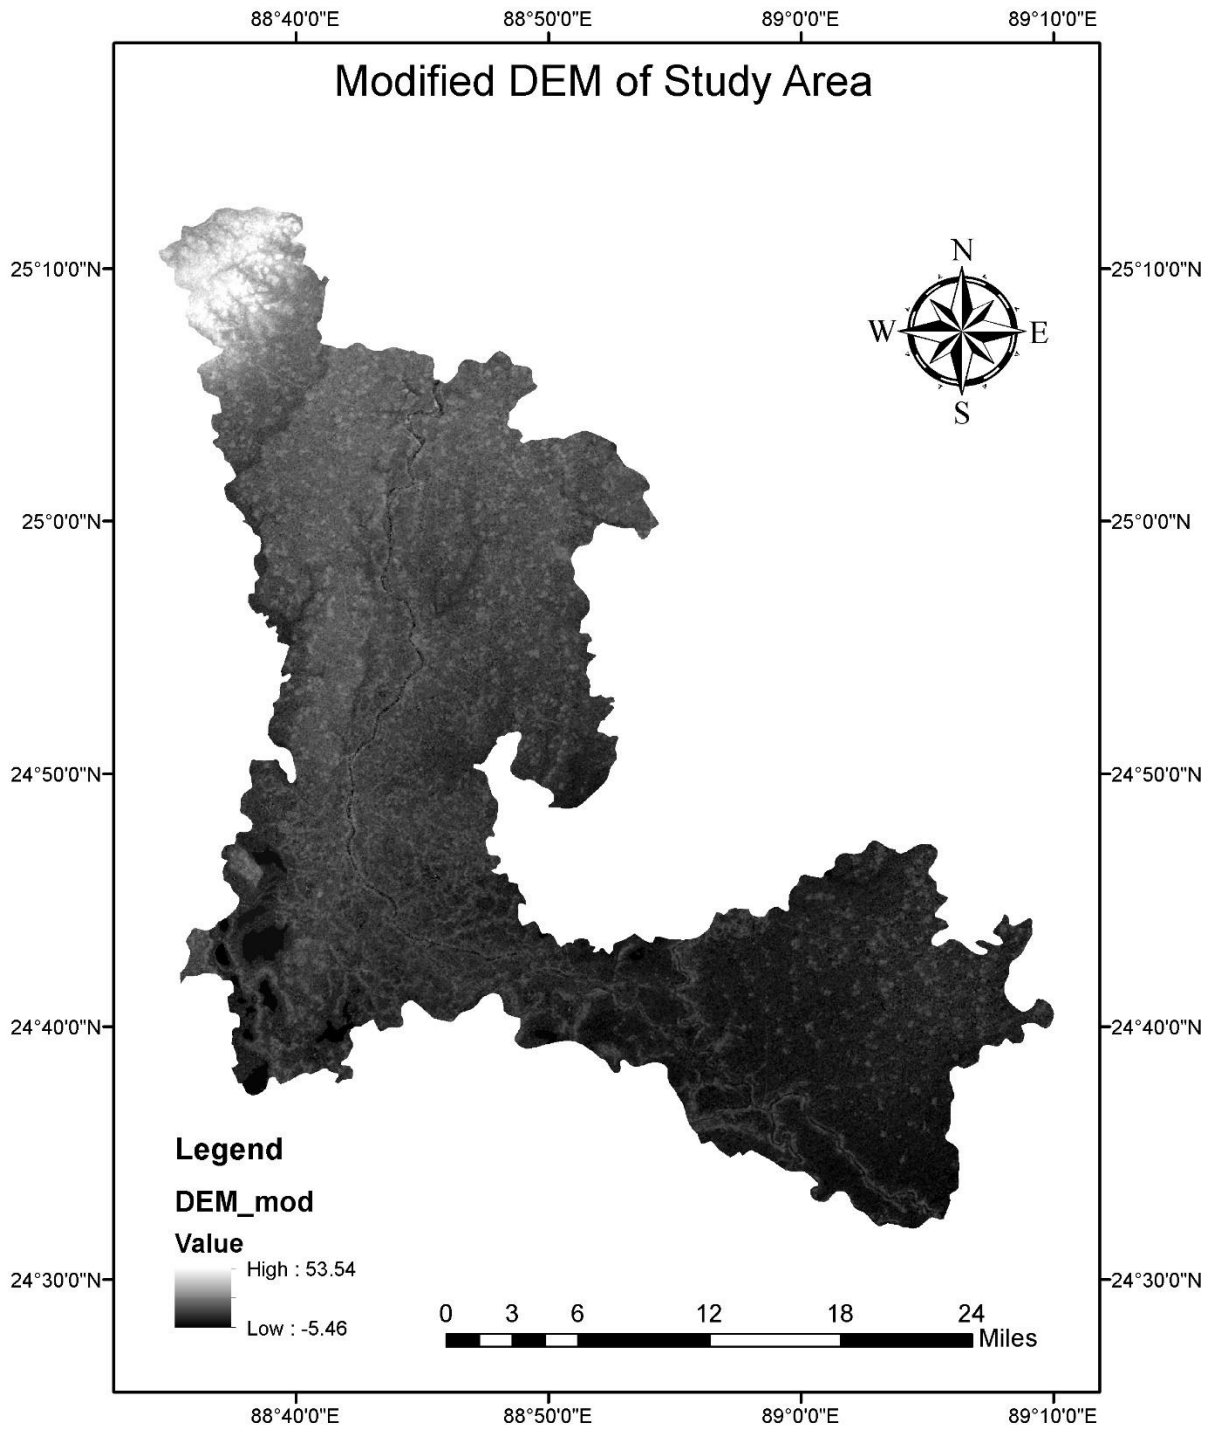 88°40'0"E 88°50'0"E 89°0'0"E 89°10'0"E
Modified DEM of Study Area
N
W E
S
25°10'0"N 25°10'0"N
25°0'0"N 25°0'0"N
24°50'0"N 24°50'0"N
24°40'0"N 24°40'0"N
Legend
DEM_mod
Value
High : 53.54
Low : -5.46
24°30'0"N 24°30'0"N
0 3 6 12 18 24
Miles
88°40'0"E 88°50'0"E 89°0'0"E 89°10'0"E